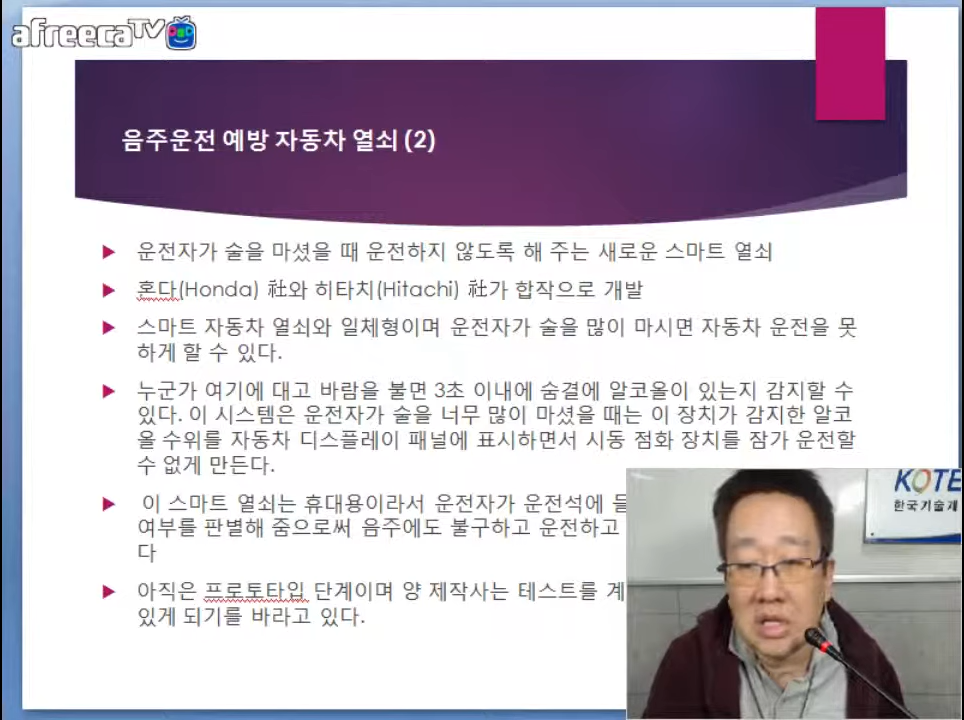 afreecaTV
음주운전 예방 자동차 열쇠 (2)
운전자가 술을 마셨을 때 운전하지 않도록 해 주는 새로운 스마트 열쇠
혼다(Honda) 社와 히타치(Hitachi) 社가 합작으로 개발
스마트 자동차 열쇠와 일체형이며 운전자가 술을 많이 마시면 자동차 운전을 못
하게 할 수 있다.
누군가 여기에 대고 바람을 불면 3초 이내에 숨결에 알코올이 있는지 감지할 수
있다. 이 시스템은 운전자가 술을 너무 많이 마셨을 때는 이 장치가 감지한 알코
올 수위를 자동차 디스플레이 패널에 표시하면서 시동 점화 장치를 잠가 운전할
수 없게 만든다.
이 스마트 열쇠는 휴대용이라서 운전자가 운전석에
여부를 판별해 줌으로써 음주에도 불구하고 운전하고
다
아직은 프로토타입 단계이며 양 제작사는 테스트를 계
있게 되기를 바라고 있다.
KOTE
한국기술개